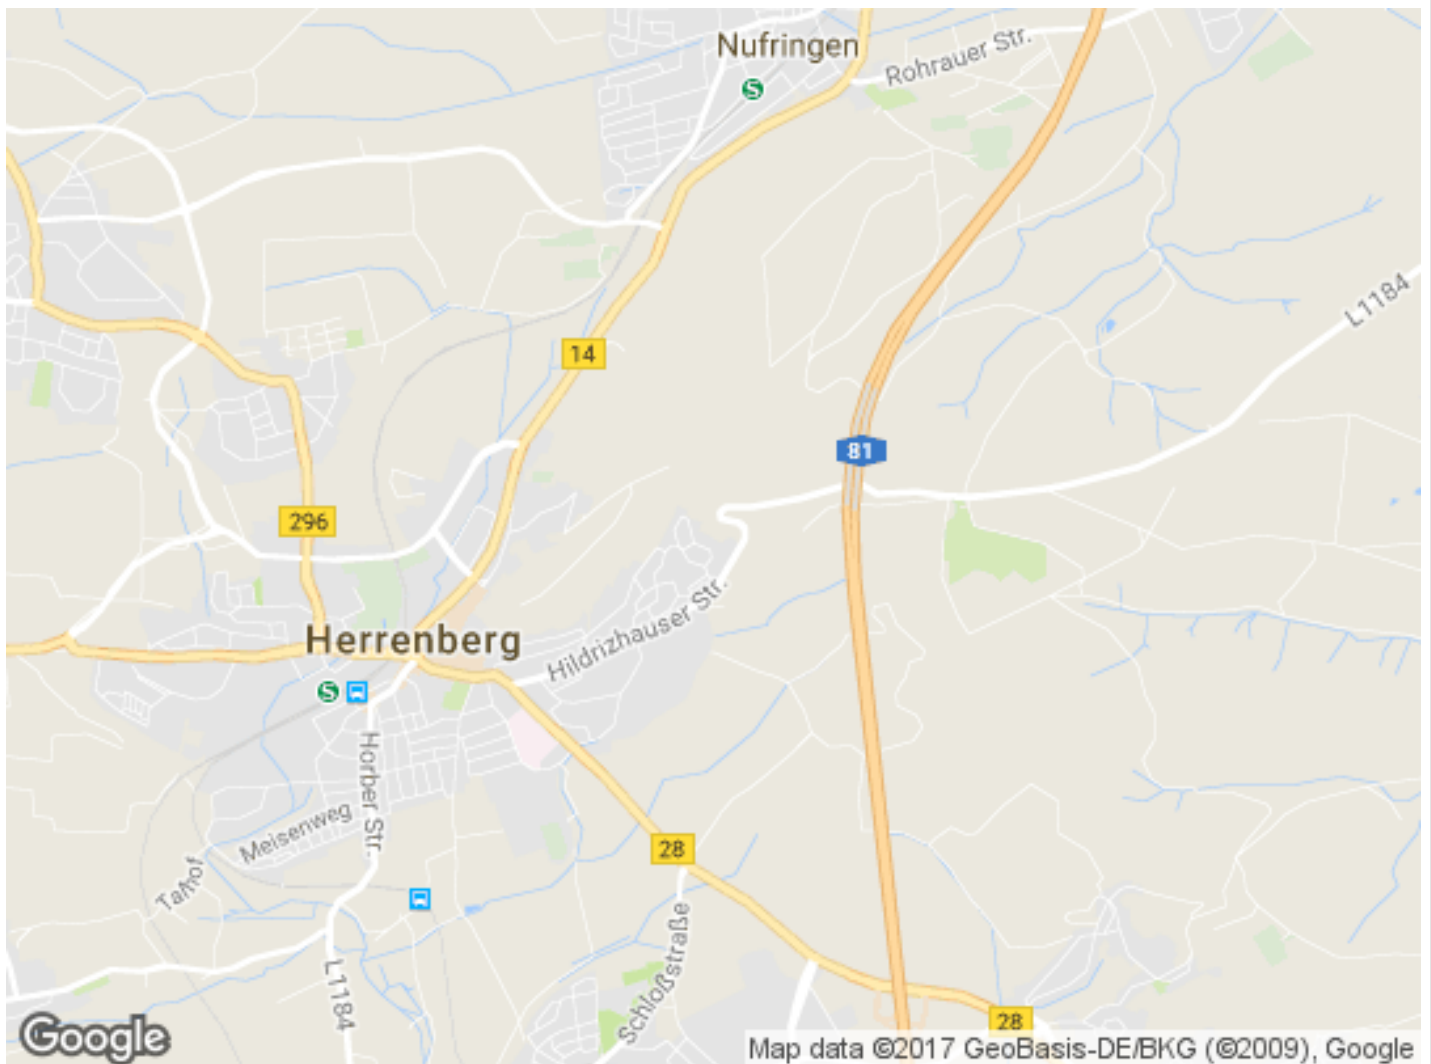 Nufringen
S
Rohrauer Str.
L1184
14
81
296
Herrenberg
Hildrizhauser Str.
S
Horber Str.
Meisenweg
28
Tarhof
Schloßstraße
L1184
28
Google
Map data ©2017 GeoBasis-DE/BKG (©2009), Google